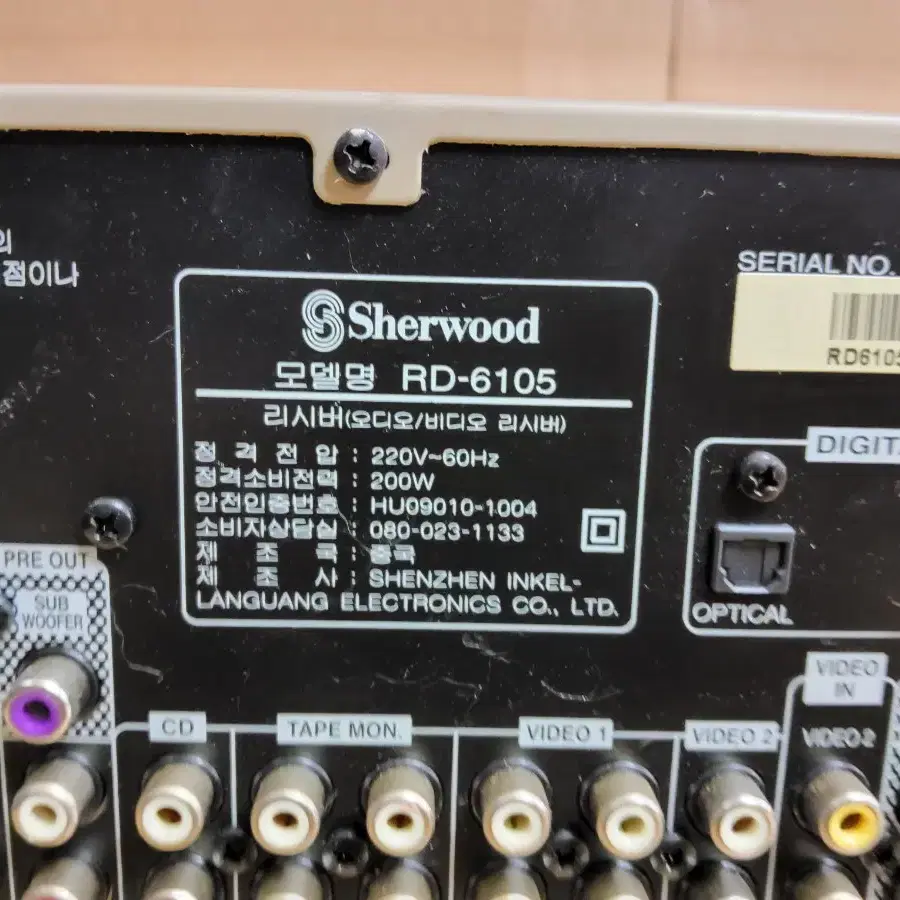 의
점이나
SERIAL NO.
RD6105
Sherwood
모델명 RD-6105
리시버(오디오/비디오 리시버)
정 격 전 압 : 220V~60Hz
정격소비전력 : 200W
안전인증번호 : HU09010-1004
소비자상담실 : 080-023-1133
제 조 국 : 중국
제 조 사 : SHENZHEN INKEL-
LANGUANG ELECTRONICS CO., LTD.
OPTICAL
PRE OUT
SUB
WOOFER
CD
TAPE MON.
VIDEO 1
VIDEO 2
VIDEO
IN
VIDEO 2